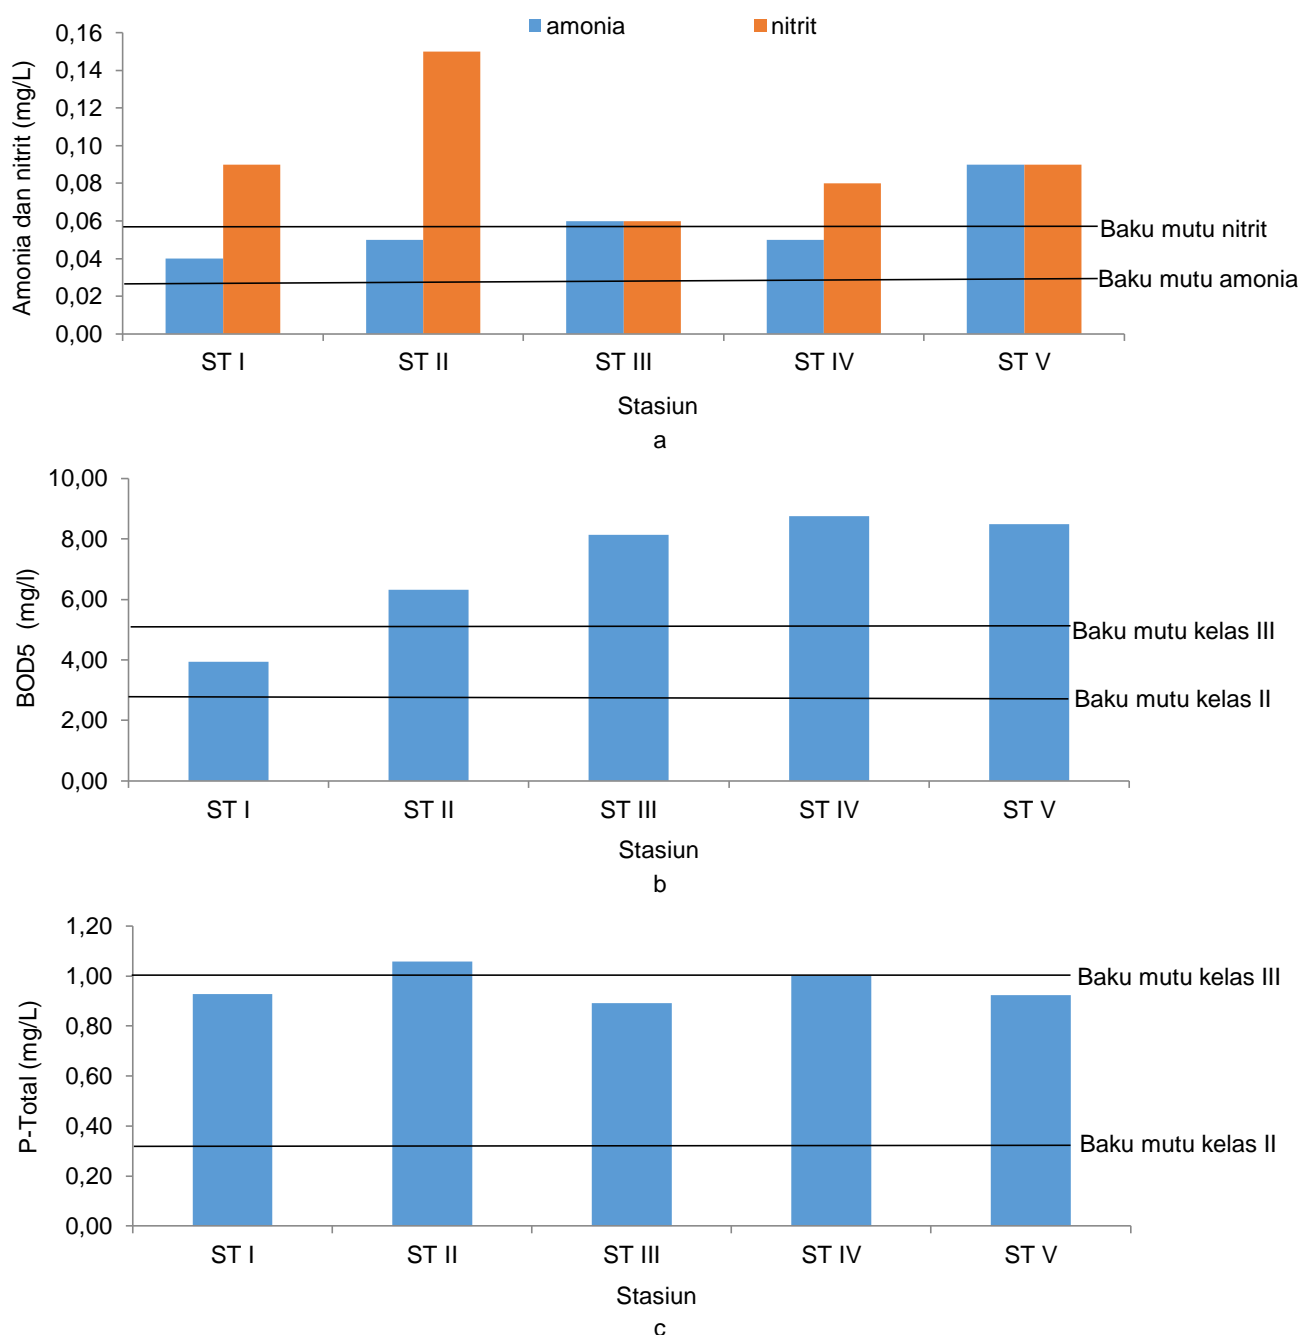 amonia nitrit
Amonia dan nitrit (mg/L)
0,16
0,14
0,12
0,10
0,08
0,06
0,04
0,02
0,00
Baku mutu nitrit
Baku mutu amonia
ST I ST II ST III ST IV ST V
Stasiun
a
BOD5 (mg/l)
10,00
8,00
6,00
4,00
2,00
0,00
Baku mutu kelas III
Baku mutu kelas II
ST I ST II ST III ST IV ST V
Stasiun
b
P-Total (mg/L)
1,20
1,00
0,80
0,60
0,40
0,20
0,00
Baku mutu kelas III
Baku mutu kelas II
ST I ST II ST III ST IV ST V
Stasiun
c